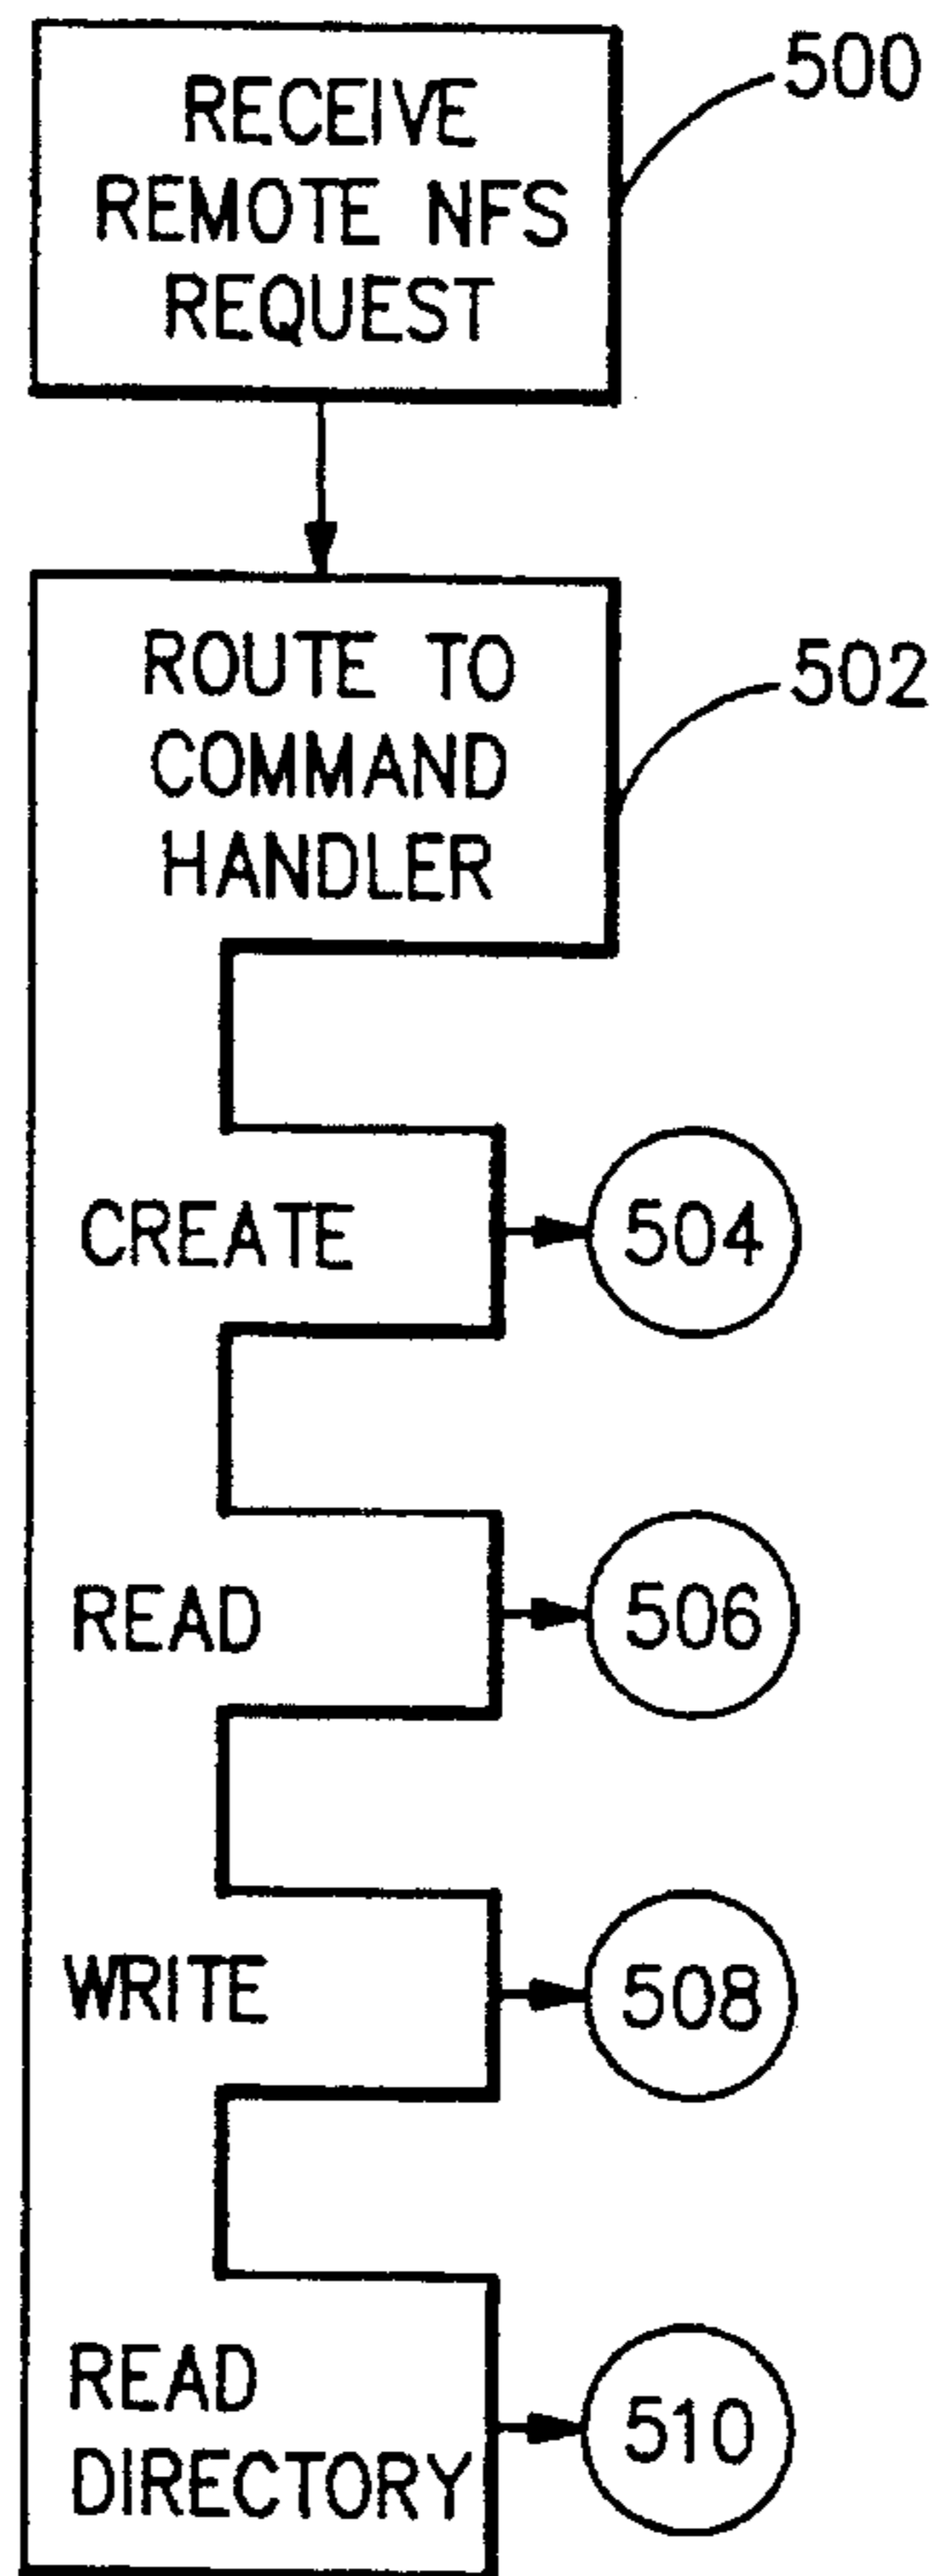 RECEIVE
REMOTE NFS
REQUEST
500
ROUTE TO
COMMAND
HANDLER
502
CREATE
504
READ
506
WRITE
508
READ
DIRECTORY
510